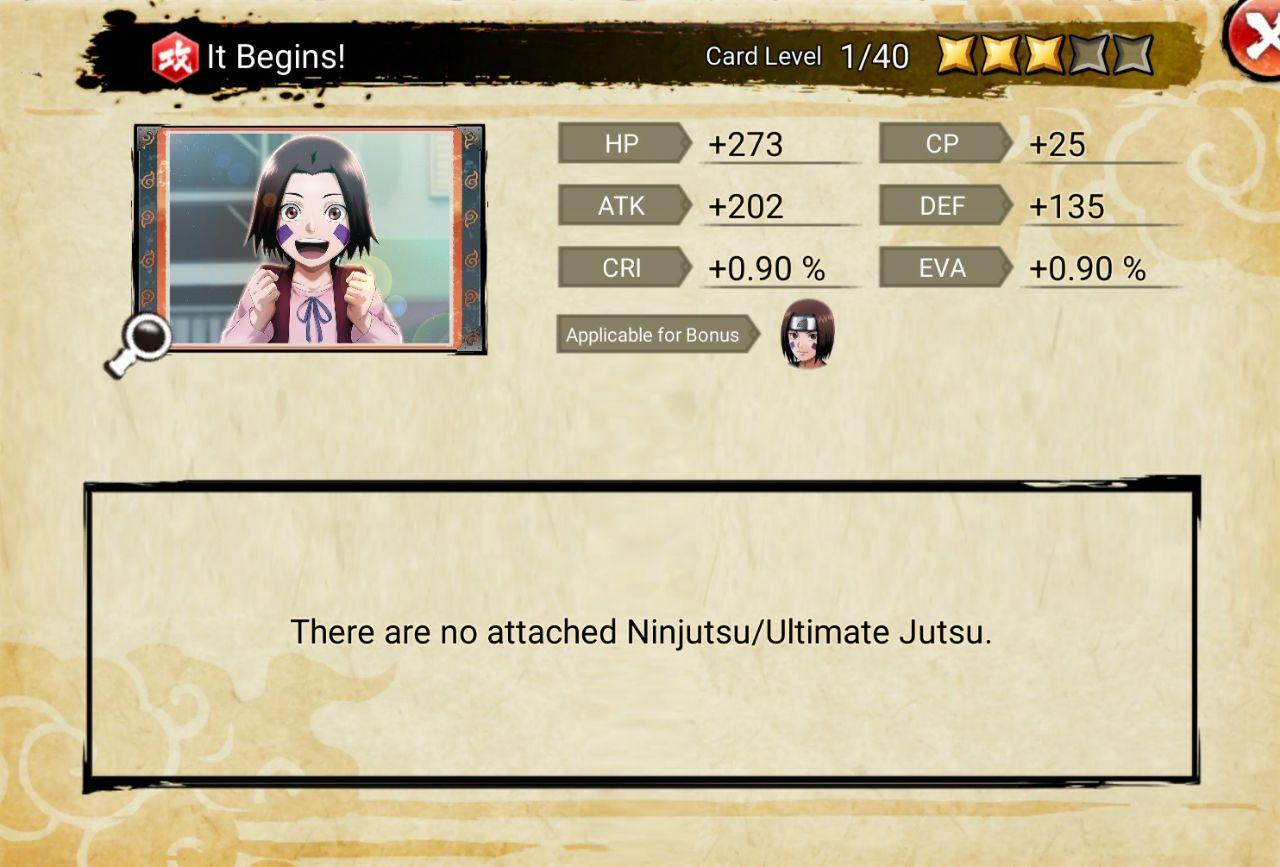 攻 It Begins!
Card Level 1/40
HP +273 CP +25
ATK +202 DEF +135
CRI +0.90 % EVA +0.90 %
Applicable for Bonus
There are no attached Ninjutsu/Ultimate Jutsu.